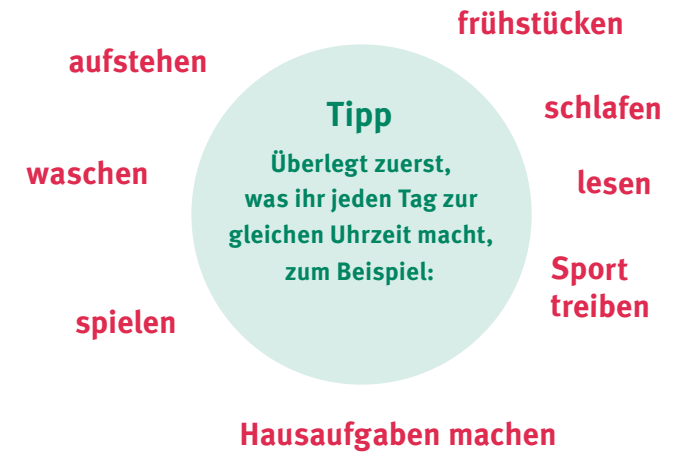 frühstücken
aufstehen
schlafen
Tipp
Überlegt zuerst,
was ihr jeden Tag zur
gleichen Uhrzeit macht,
zum Beispiel:
waschen
lesen
Sport
treiben
spielen
Hausaufgaben machen